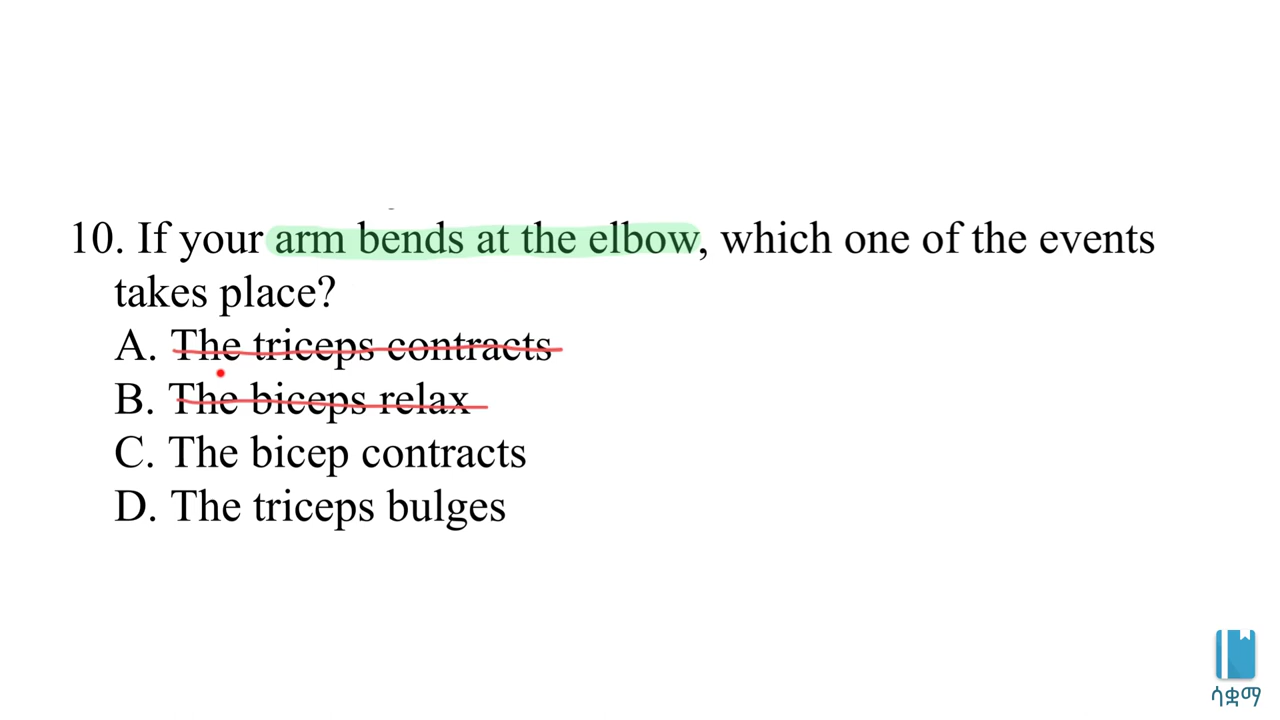 10. If your arm bends at the elbow, which one of the events
takes place?
A. The triceps contracts
B. The biceps relax
C. The bicep contracts
D. The triceps bulges
ሳቋማ